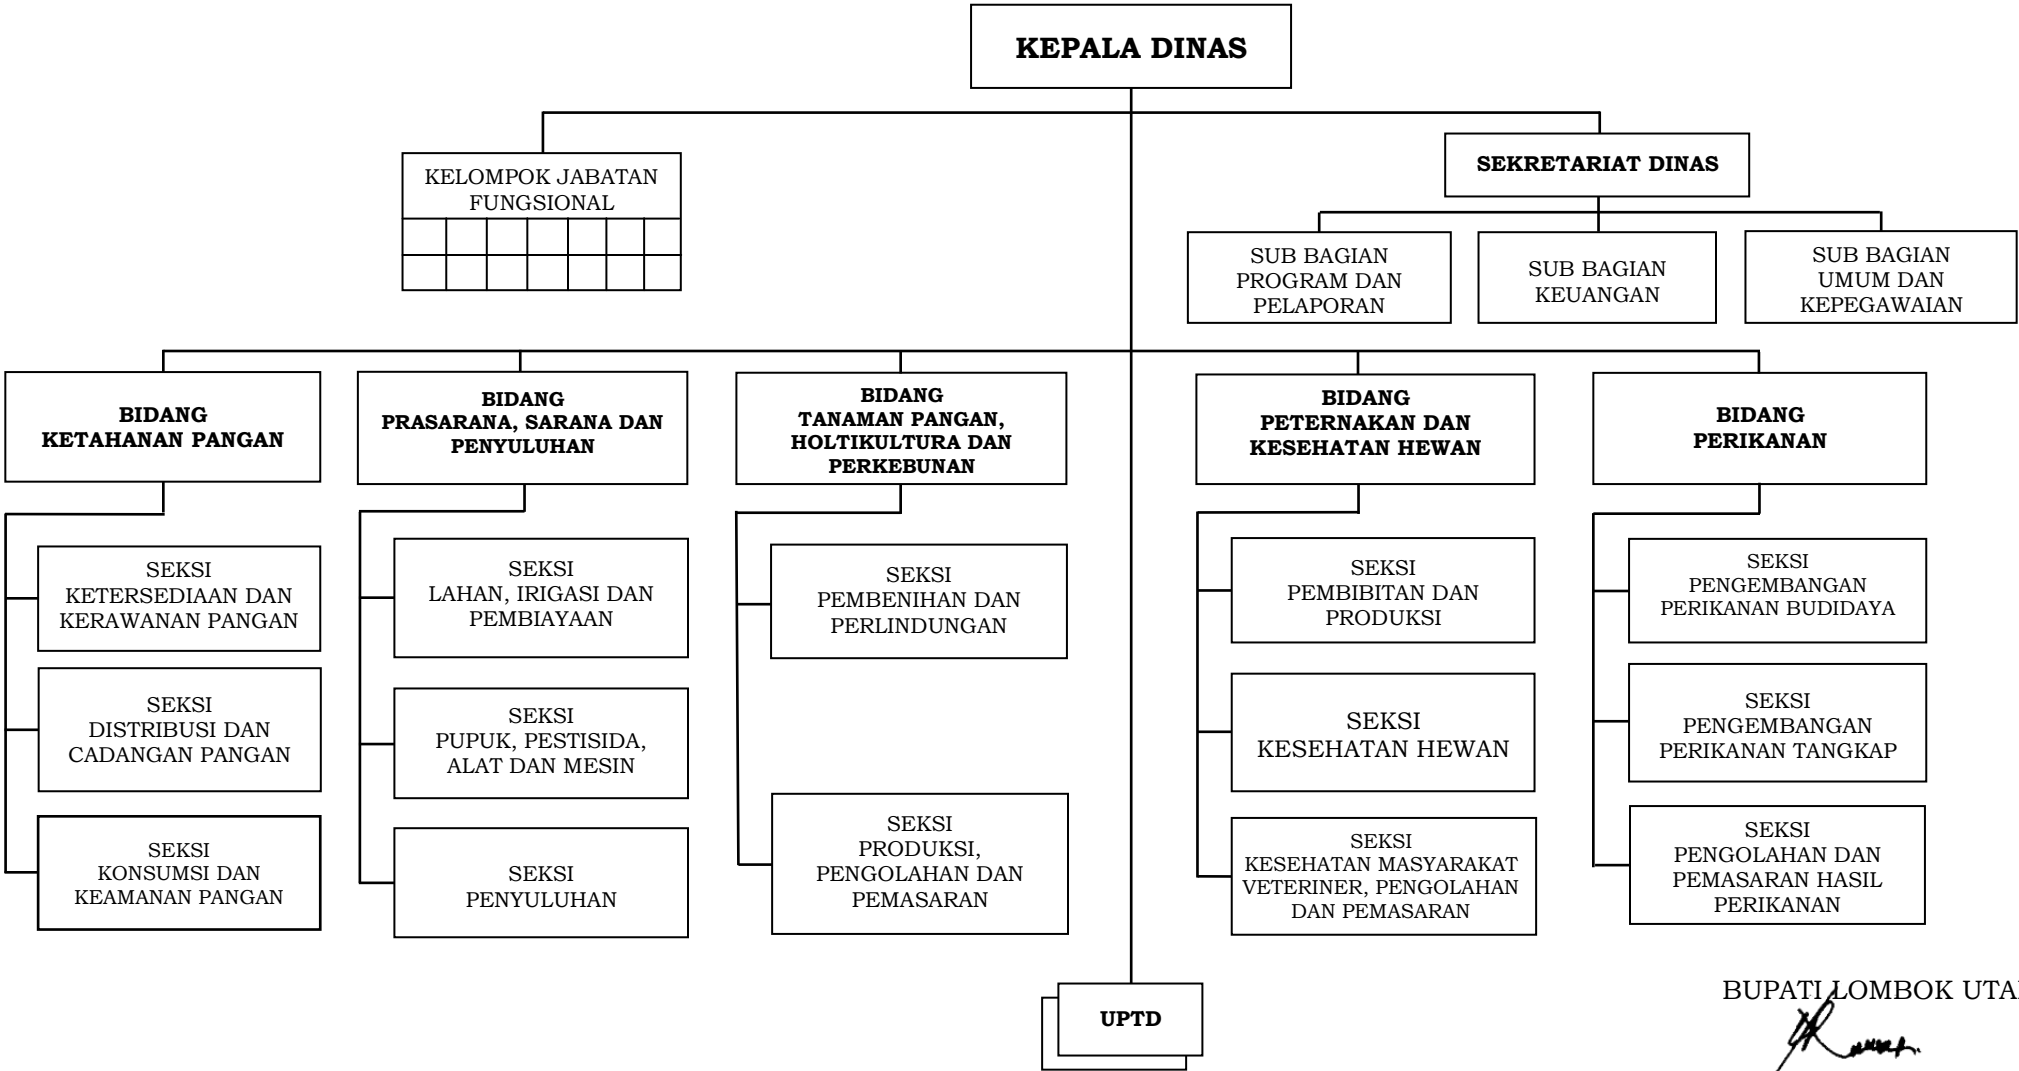 KEPALA DINAS
KELOMPOK JABATAN
FUNGSIONAL
SEKRETARIAT DINAS
SUB BAGIAN
PROGRAM DAN
PELAPORAN
SUB BAGIAN
KEUANGAN
SUB BAGIAN
UMUM DAN
KEPEGAWAIAN
BIDANG
KETAHANAN PANGAN
BIDANG
PRASARANA, SARANA DAN
PENYULUHAN
BIDANG
TANAMAN PANGAN,
HOLTIKULTURA DAN
PERKEBUNAN
BIDANG
PETERNAKAN DAN
KESEHATAN HEWAN
BIDANG
PERIKANAN
SEKSI
KETERSEDIAAN DAN
KERAWANAN PANGAN
SEKSI
DISTRIBUSI DAN
CADANGAN PANGAN
SEKSI
KONSUMSI DAN
KEAMANAN PANGAN
SEKSI
LAHAN, IRIGASI DAN
PEMBIAYAAN
SEKSI
PUPUK, PESTISIDA,
ALAT DAN MESIN
SEKSI
PENYULUHAN
SEKSI
PEMBENIHAN DAN
PERLINDUNGAN
SEKSI
PRODUKSI,
PENGOLAHAN DAN
PEMASARAN
SEKSI
PEMBIBITAN DAN
PRODUKSI
SEKSI
KESEHATAN HEWAN
SEKSI
KESEHATAN MASYARAKAT
VETERINER, PENGOLAHAN
DAN PEMASARAN
SEKSI
PENGEMBANGAN
PERIKANAN BUDIDAYA
SEKSI
PENGEMBANGAN
PERIKANAN TANGKAP
SEKSI
PENGOLAHAN DAN
PEMASARAN HASIL
PERIKANAN
UPTD
BUPATI LOMBOK UTA